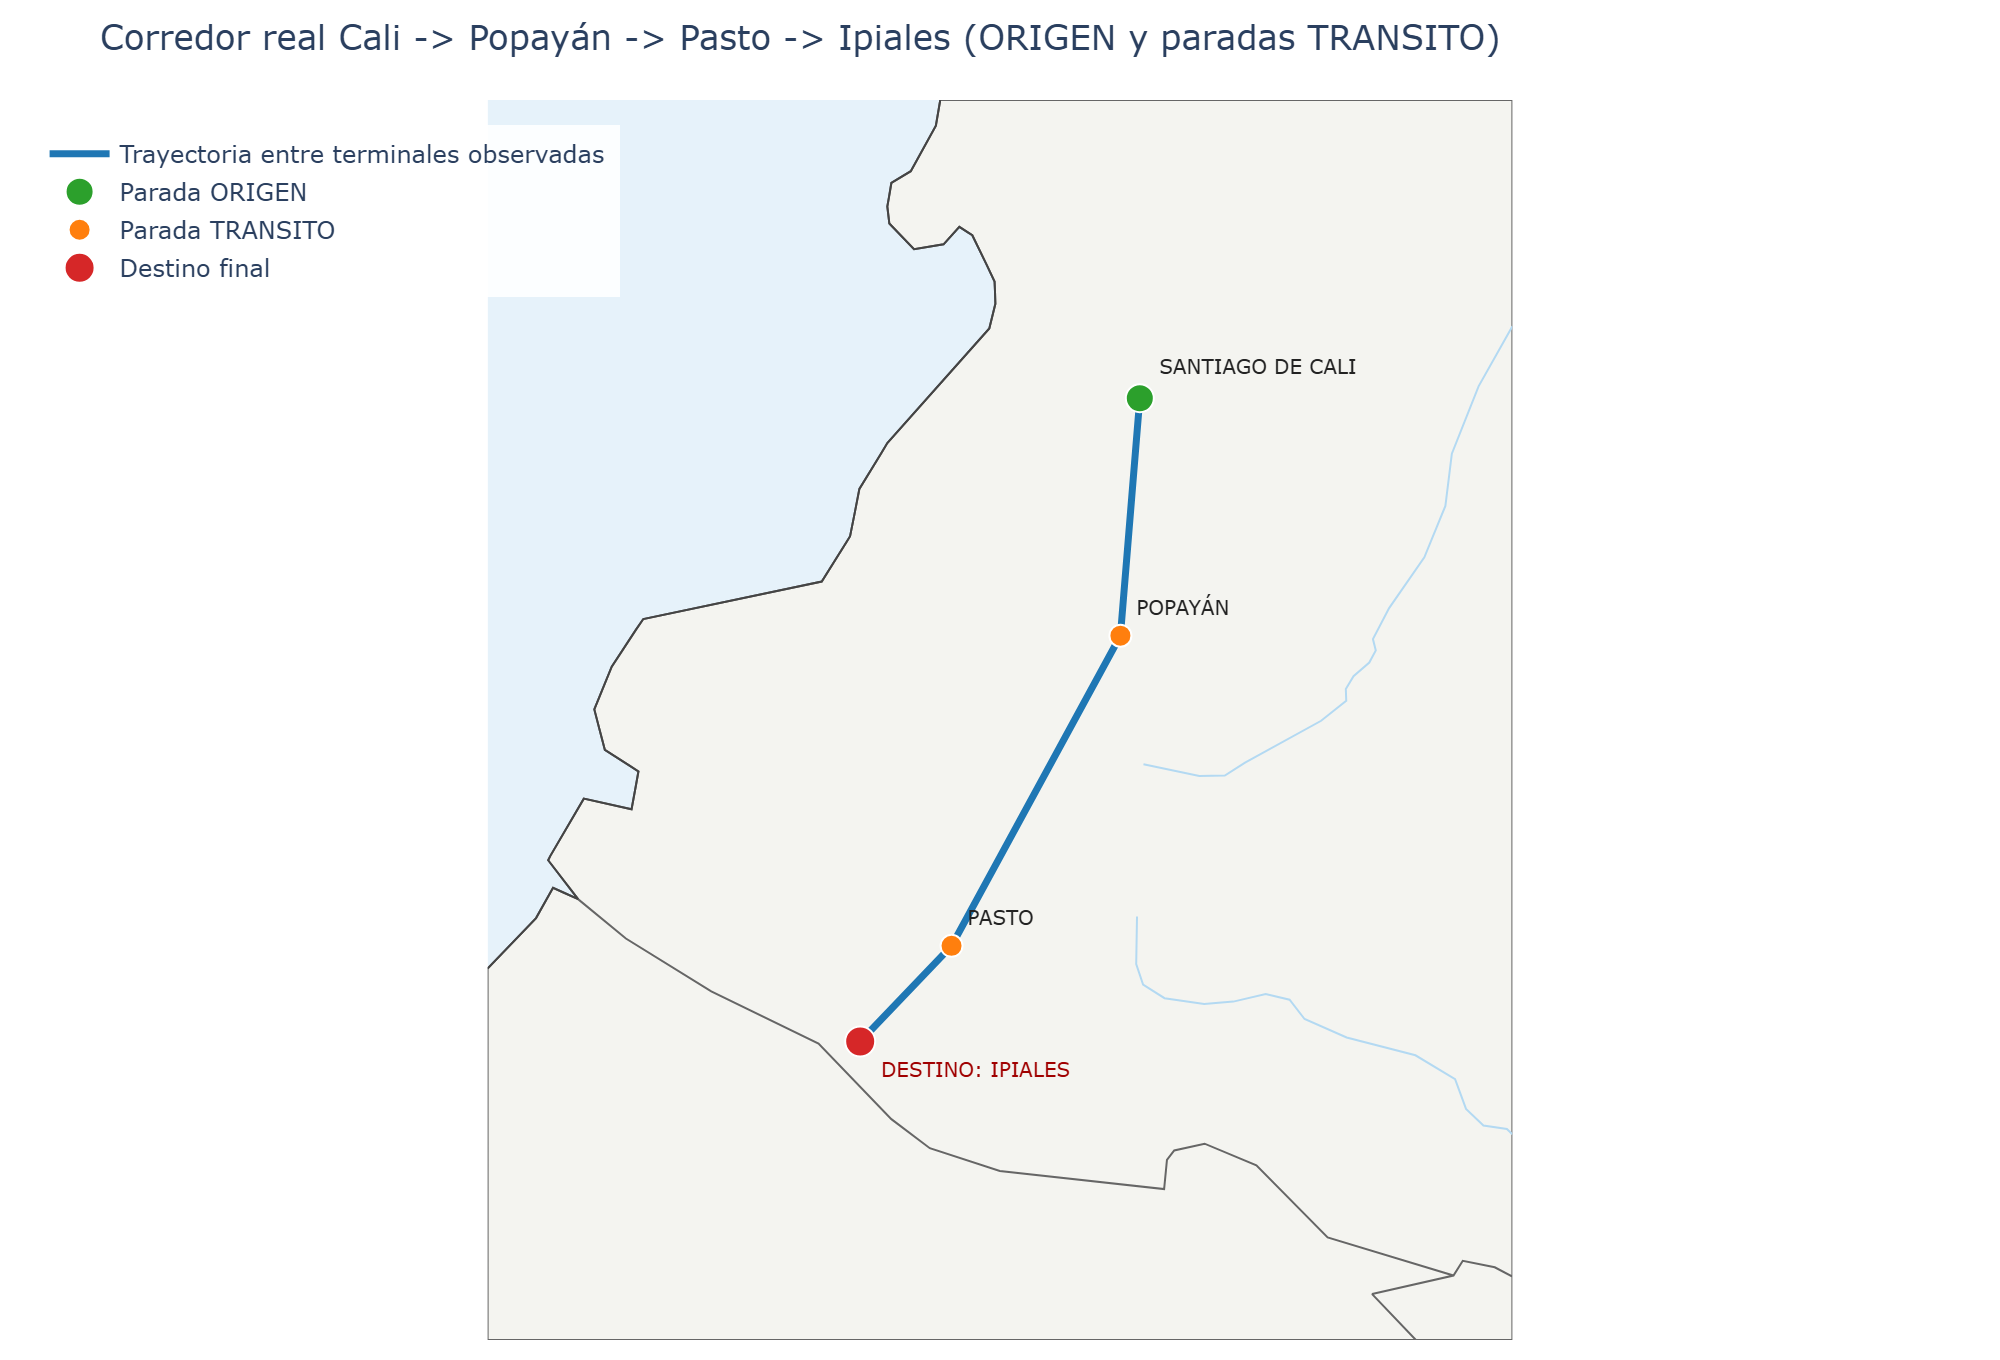 Corredor real Cali -> Popayán -> Pasto -> Ipiales (ORIGEN y paradas TRANSITO)
Trayectoria entre terminales observadas
Parada ORIGEN
Parada TRANSITO
Destino final
SANTIAGO DE CALI
POPAYÁN
PASTO
DESTINO: IPIALES